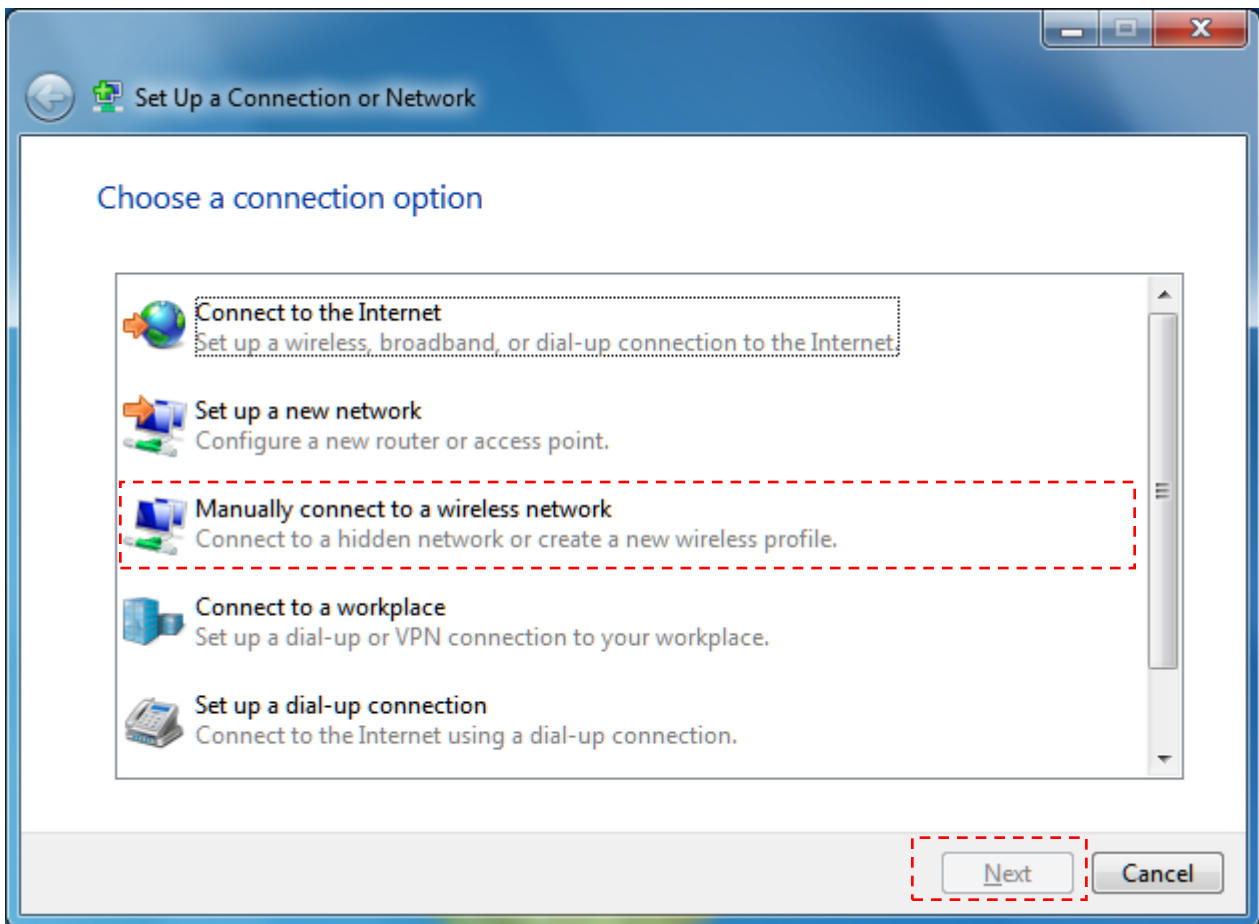 Set Up a Connection or Network
Choose a connection option
Connect to the Internet
Set up a wireless, broadband, or dial-up connection to the Internet.
Set up a new network
Configure a new router or access point.
Manually connect to a wireless network
Connect to a hidden network or create a new wireless profile.
Connect to a workplace
Set up a dial-up or VPN connection to your workplace.
Set up a dial-up connection
Connect to the Internet using a dial-up connection.
Next
Cancel